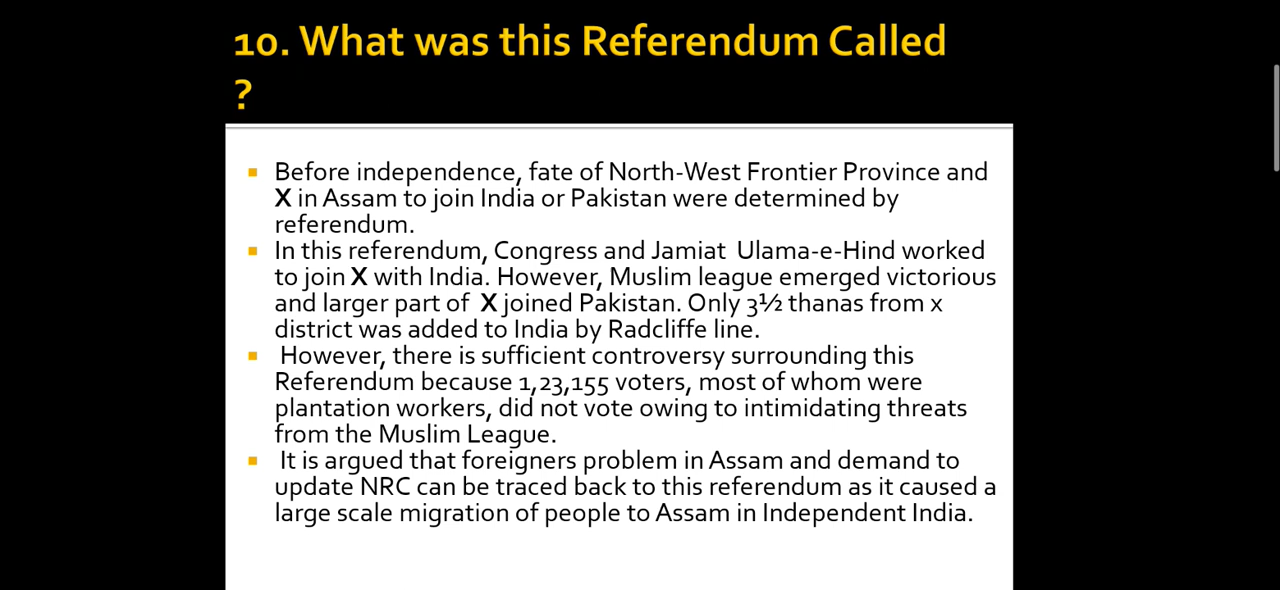 10. What was this Referendum Called
?
▪ Before independence, fate of North-West Frontier Province and
X in Assam to join India or Pakistan were determined by
referendum.
▪ In this referendum, Congress and Jamiat Ulama-e-Hind worked
to join X with India. However, Muslim league emerged victorious
and larger part of X joined Pakistan. Only 3½ thanas from x
district was added to India by Radcliffe line.
▪ However, there is sufficient controversy surrounding this
Referendum because 1,23,155 voters, most of whom were
plantation workers, did not vote owing to intimidating threats
from the Muslim League.
▪ It is argued that foreigners problem in Assam and demand to
update NRC can be traced back to this referendum as it caused a
large scale migration of people to Assam in Independent India.